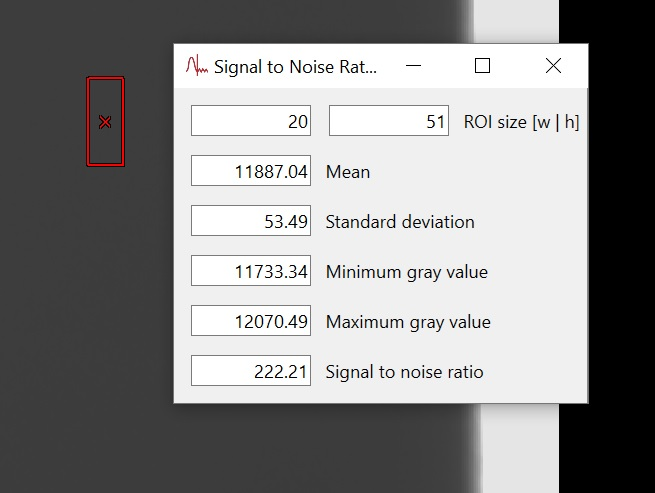 Signal to Noise Rat...
20 51 ROI size [w | h]
11887.04 Mean
53.49 Standard deviation
11733.34 Minimum gray value
12070.49 Maximum gray value
222.21 Signal to noise ratio